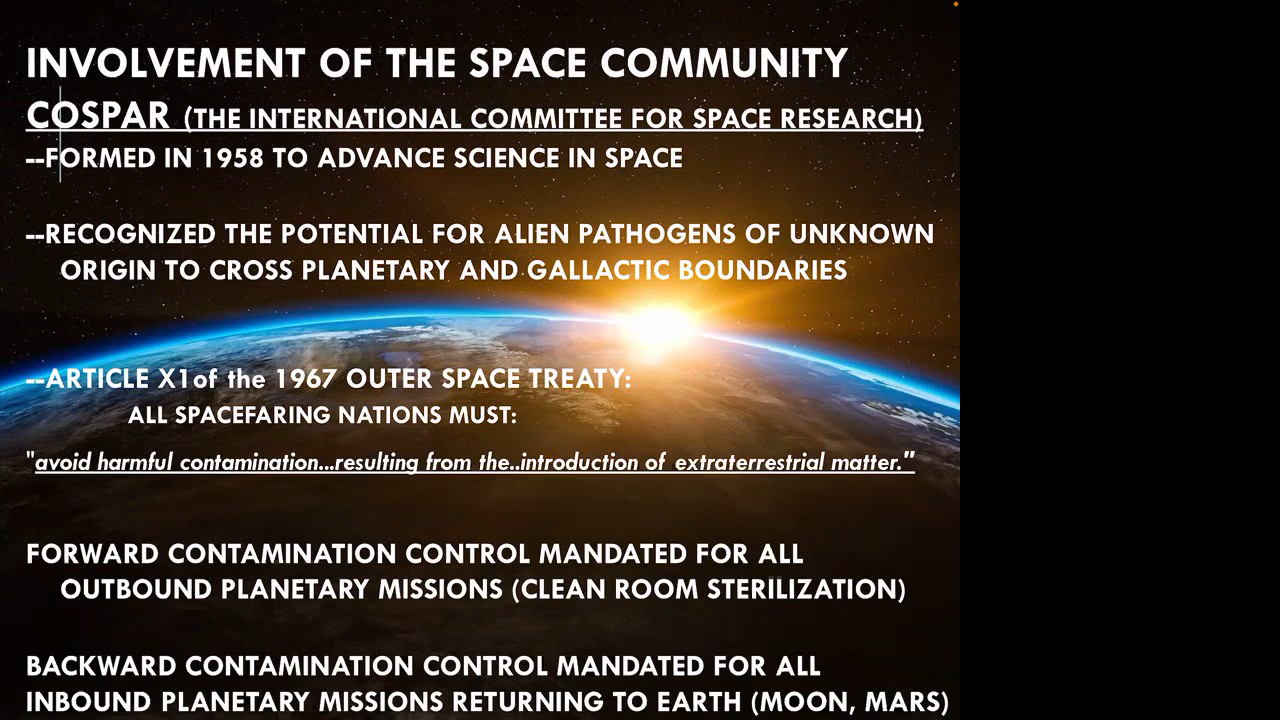 INVOLVEMENT OF THE SPACE COMMUNITY
COSPAR (THE INTERNATIONAL COMMITTEE FOR SPACE RESEARCH)
--FORMED IN 1958 TO ADVANCE SCIENCE IN SPACE
--RECOGNIZED THE POTENTIAL FOR ALIEN PATHOGENS OF UNKNOWN
ORIGIN TO CROSS PLANETARY AND GALLACTIC BOUNDARIES
--ARTICLE X1of the 1967 OUTER SPACE TREATY:
ALL SPACEFARING NATIONS MUST:
"avoid harmful contamination...resulting from the..introduction of extraterrestrial matter."
FORWARD CONTAMINATION CONTROL MANDATED FOR ALL
OUTBOUND PLANETARY MISSIONS (CLEAN ROOM STERILIZATION)
BACKWARD CONTAMINATION CONTROL MANDATED FOR ALL
INBOUND PLANETARY MISSIONS RETURNING TO EARTH (MOON, MARS)